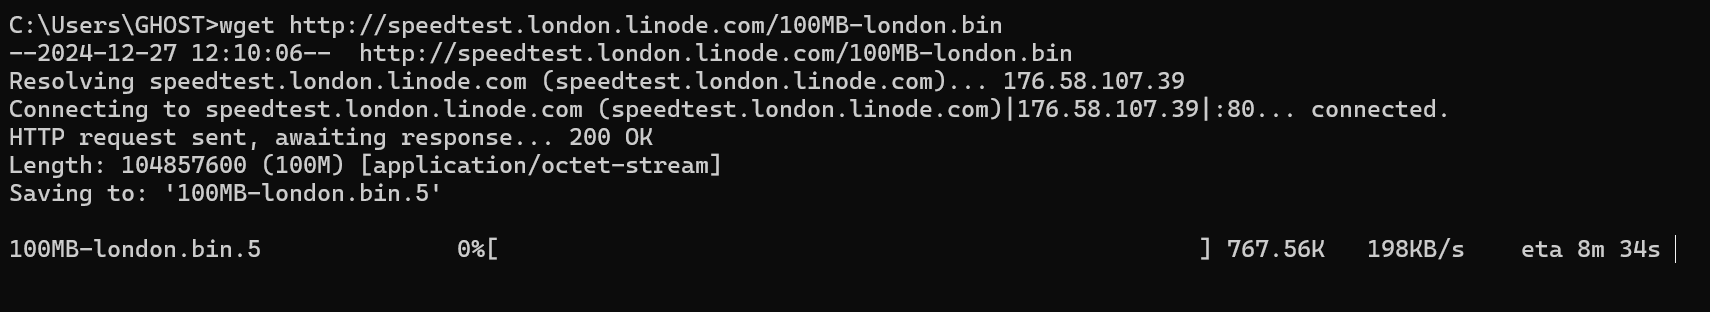 C:\Users\GHOST>wget http://speedtest.london.linode.com/100MB-london.bin
--2024-12-27 12:10:06--  http://speedtest.london.linode.com/100MB-london.bin
Resolving speedtest.london.linode.com (speedtest.london.linode.com)... 176.58.107.39
Connecting to speedtest.london.linode.com (speedtest.london.linode.com)|176.58.107.39|:80... connected.
HTTP request sent, awaiting response... 200 OK
Length: 104857600 (100M) [application/octet-stream]
Saving to: '100MB-london.bin.5'
100MB-london.bin.5              0%[                                                  ] 767.56K   198KB/s    eta 8m 34s